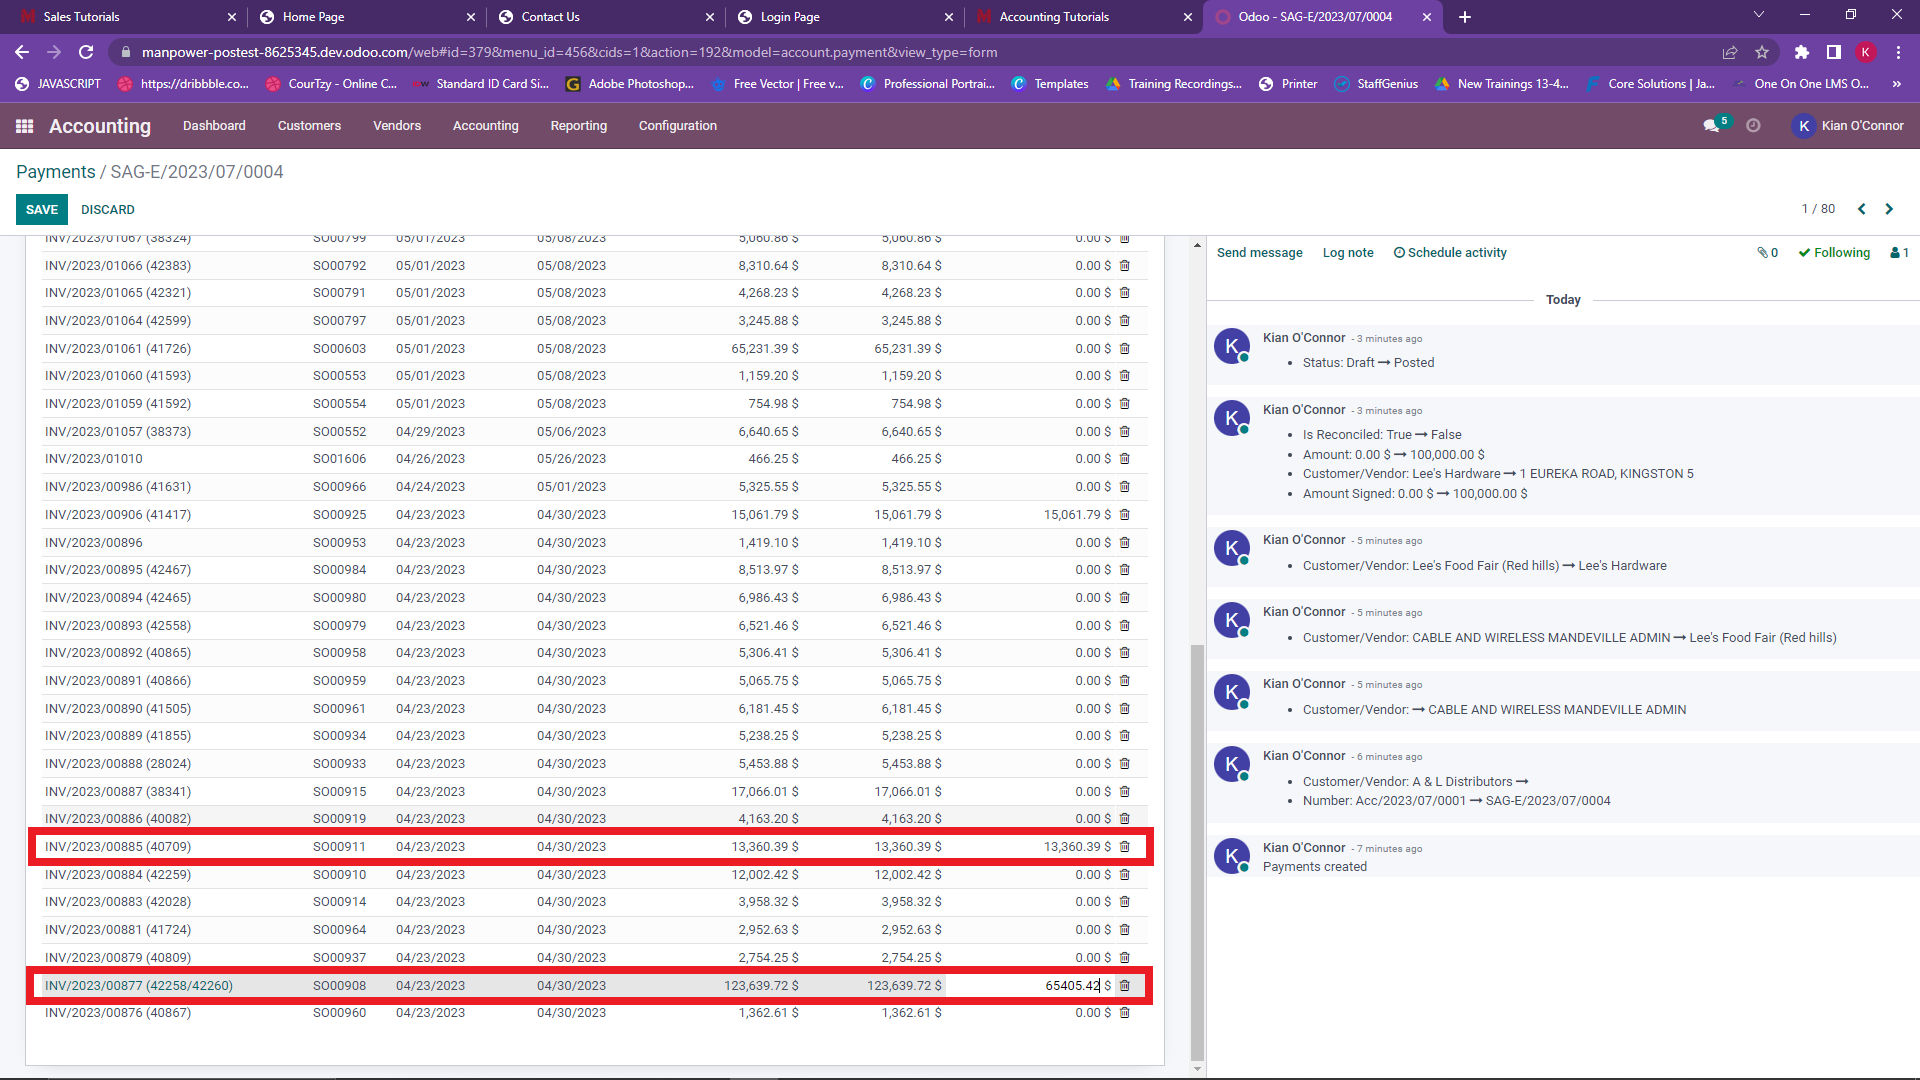 Sales Tutorials
Home Page
Contact Us
Login Page
Accounting Tutorials
Odoo - SAG-E/2023/07/0004
manpower-postest-8625345.dev.odoo.com/web#id=379&menu_id=456&cids=1&action=192&model=account.payment&view_type=form
K
JAVASCRIPT
https://dribbble.co...
CourTzy - Online C...
Standard ID Card Si...
Adobe Photoshop...
Free Vector | Free v...
Professional Portrai...
Templates
Training Recordings...
Printer
StaffGenius
New Trainings 13-4...
Core Solutions | Ja...
One On One LMS O...
»
Accounting Dashboard Customers Vendors Accounting Reporting Configuration
5
K Kian O'Connor
Payments / SAG-E/2023/07/0004
SAVE DISCARD
1 / 80
INV/2023/01067 (38324) SO00799 05/01/2023 05/08/2023 5,060.86 $ 5,060.86 $ 0.00 $
INV/2023/01066 (42383) SO00792 05/01/2023 05/08/2023 8,310.64 $ 8,310.64 $ 0.00 $
INV/2023/01065 (42321) SO00791 05/01/2023 05/08/2023 4,268.23 $ 4,268.23 $ 0.00 $
INV/2023/01064 (42599) SO00797 05/01/2023 05/08/2023 3,245.88 $ 3,245.88 $ 0.00 $
INV/2023/01061 (41726) SO00603 05/01/2023 05/08/2023 65,231.39 $ 65,231.39 $ 0.00 $
INV/2023/01060 (41593) SO00553 05/01/2023 05/08/2023 1,159.20 $ 1,159.20 $ 0.00 $
INV/2023/01059 (41592) SO00554 05/01/2023 05/08/2023 754.98 $ 754.98 $ 0.00 $
INV/2023/01057 (38373) SO00552 04/29/2023 05/06/2023 6,640.65 $ 6,640.65 $ 0.00 $
INV/2023/01010 SO01606 04/26/2023 05/26/2023 466.25 $ 466.25 $ 0.00 $
INV/2023/00986 (41631) SO00966 04/24/2023 05/01/2023 5,325.55 $ 5,325.55 $ 0.00 $
INV/2023/00906 (41417) SO00925 04/23/2023 04/30/2023 15,061.79 $ 15,061.79 $ 15,061.79 $
INV/2023/00896 SO00953 04/23/2023 04/30/2023 1,419.10 $ 1,419.10 $ 0.00 $
INV/2023/00895 (42467) SO00984 04/23/2023 04/30/2023 8,513.97 $ 8,513.97 $ 0.00 $
INV/2023/00894 (42465) SO00980 04/23/2023 04/30/2023 6,986.43 $ 6,986.43 $ 0.00 $
INV/2023/00893 (42558) SO00979 04/23/2023 04/30/2023 6,521.46 $ 6,521.46 $ 0.00 $
INV/2023/00892 (40865) SO00958 04/23/2023 04/30/2023 5,306.41 $ 5,306.41 $ 0.00 $
INV/2023/00891 (40866) SO00959 04/23/2023 04/30/2023 5,065.75 $ 5,065.75 $ 0.00 $
INV/2023/00890 (41505) SO00961 04/23/2023 04/30/2023 6,181.45 $ 6,181.45 $ 0.00 $
INV/2023/00889 (41855) SO00934 04/23/2023 04/30/2023 5,238.25 $ 5,238.25 $ 0.00 $
INV/2023/00888 (28024) SO00933 04/23/2023 04/30/2023 5,453.88 $ 5,453.88 $ 0.00 $
INV/2023/00887 (38341) SO00915 04/23/2023 04/30/2023 17,066.01 $ 17,066.01 $ 0.00 $
INV/2023/00886 (40082) SO00919 04/23/2023 04/30/2023 4,163.20 $ 4,163.20 $ 0.00 $
INV/2023/00885 (40709) SO00911 04/23/2023 04/30/2023 13,360.39 $ 13,360.39 $ 13,360.39 $
INV/2023/00884 (42259) SO00910 04/23/2023 04/30/2023 12,002.42 $ 12,002.42 $ 0.00 $
INV/2023/00883 (42028) SO00914 04/23/2023 04/30/2023 3,958.32 $ 3,958.32 $ 0.00 $
INV/2023/00881 (41724) SO00964 04/23/2023 04/30/2023 2,952.63 $ 2,952.63 $ 0.00 $
INV/2023/00879 (40809) SO00937 04/23/2023 04/30/2023 2,754.25 $ 2,754.25 $ 0.00 $
INV/2023/00877 (42258/42260) SO00908 04/23/2023 04/30/2023 123,639.72 $ 123,639.72 $ 65405.42 $
INV/2023/00876 (40867) SO00960 04/23/2023 04/30/2023 1,362.61 $ 1,362.61 $ 0.00 $
Send message Log note Schedule activity 0 Following 1
Today
K Kian O'Connor - 3 minutes ago
• Status: Draft → Posted
K Kian O'Connor - 3 minutes ago
• Is Reconciled: True → False
• Amount: 0.00 $ → 100,000.00 $
• Customer/Vendor: Lee's Hardware → 1 EUREKA ROAD, KINGSTON 5
• Amount Signed: 0.00 $ → 100,000.00 $
K Kian O'Connor - 5 minutes ago
• Customer/Vendor: Lee's Food Fair (Red hills) → Lee's Hardware
K Kian O'Connor - 5 minutes ago
• Customer/Vendor: CABLE AND WIRELESS MANDEVILLE ADMIN → Lee's Food Fair (Red hills)
K Kian O'Connor - 5 minutes ago
• Customer/Vendor: → CABLE AND WIRELESS MANDEVILLE ADMIN
K Kian O'Connor - 6 minutes ago
• Customer/Vendor: A & L Distributors →
• Number: Acc/2023/07/0001 → SAG-E/2023/07/0004
K Kian O'Connor - 7 minutes ago
Payments created